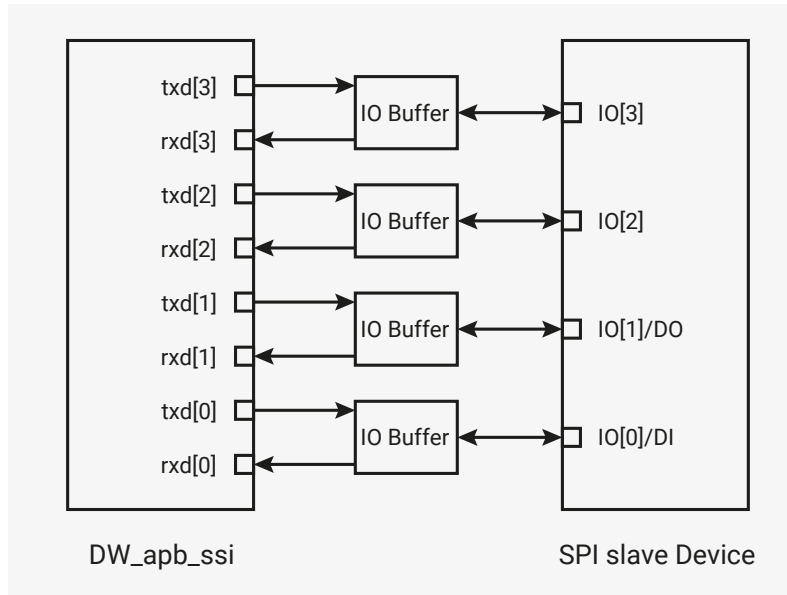 txd[3]
rxd[3]
txd[2]
rxd[2]
txd[1]
rxd[1]
txd[0]
rxd[0]
IO Buffer
IO Buffer
IO Buffer
IO Buffer
IO[3]
IO[2]
IO[1]/DO
IO[0]/DI
DW_apb_ssi
SPI slave Device